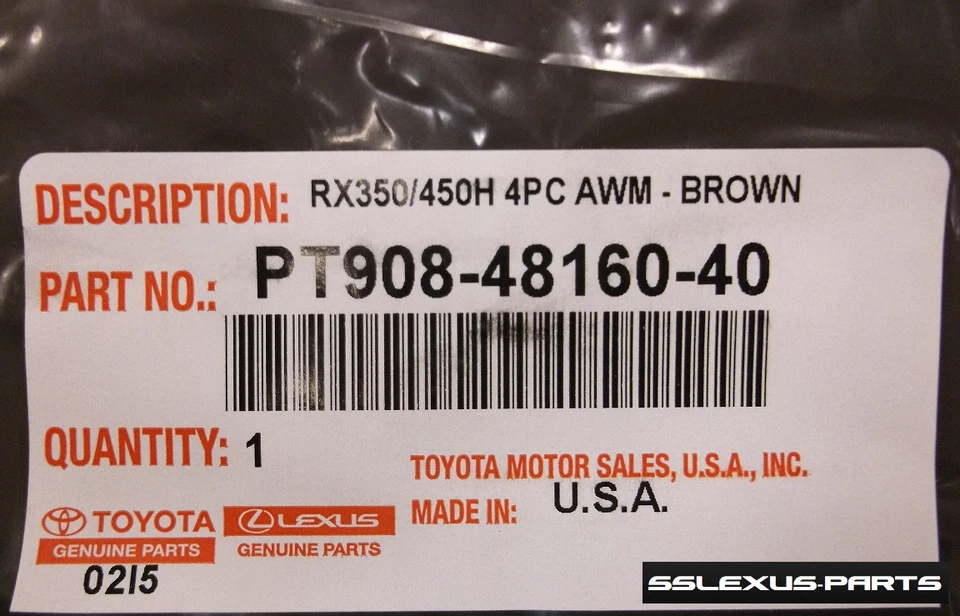 DESCRIPTION: RX350/450H 4PC AWM - BROWN
PART NO.: PT908-48160-40
QUANTITY: 1
TOYOTA MOTOR SALES, U.S.A., INC.
MADE IN: U.S.A.
TOYOTA
GENUINE PARTS
LEXUS
GENUINE PARTS
0215
SSLEXUS-PARTS